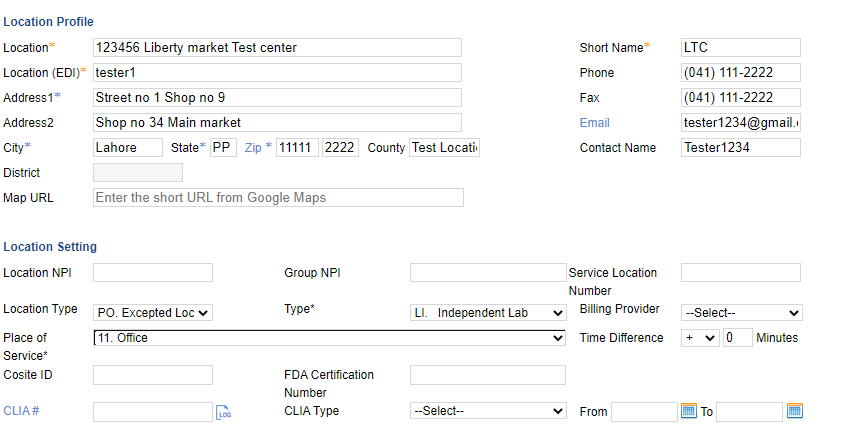 Location Profile
Location* 123456 Liberty market Test center Short Name* LTC
Location (EDI)* tester1 Phone (041) 111-2222
Address1* Street no 1 Shop no 9 Fax (041) 111-2222
Address2 Shop no 34 Main market Email tester1234@gmail.
City* Lahore State* PP Zip * 11111 2222 County Test Locati Contact Name Tester1234
District
Map URL Enter the short URL from Google Maps
Location Setting
Location NPI Group NPI Service Location
Number
Location Type PO. Excepted Loc Type* LI. Independent Lab Billing Provider --Select--
Place of 11. Office Time Difference + 0 Minutes
Service*
Cosite ID FDA Certification
Number
CLIA # LOG CLIA Type --Select-- From To